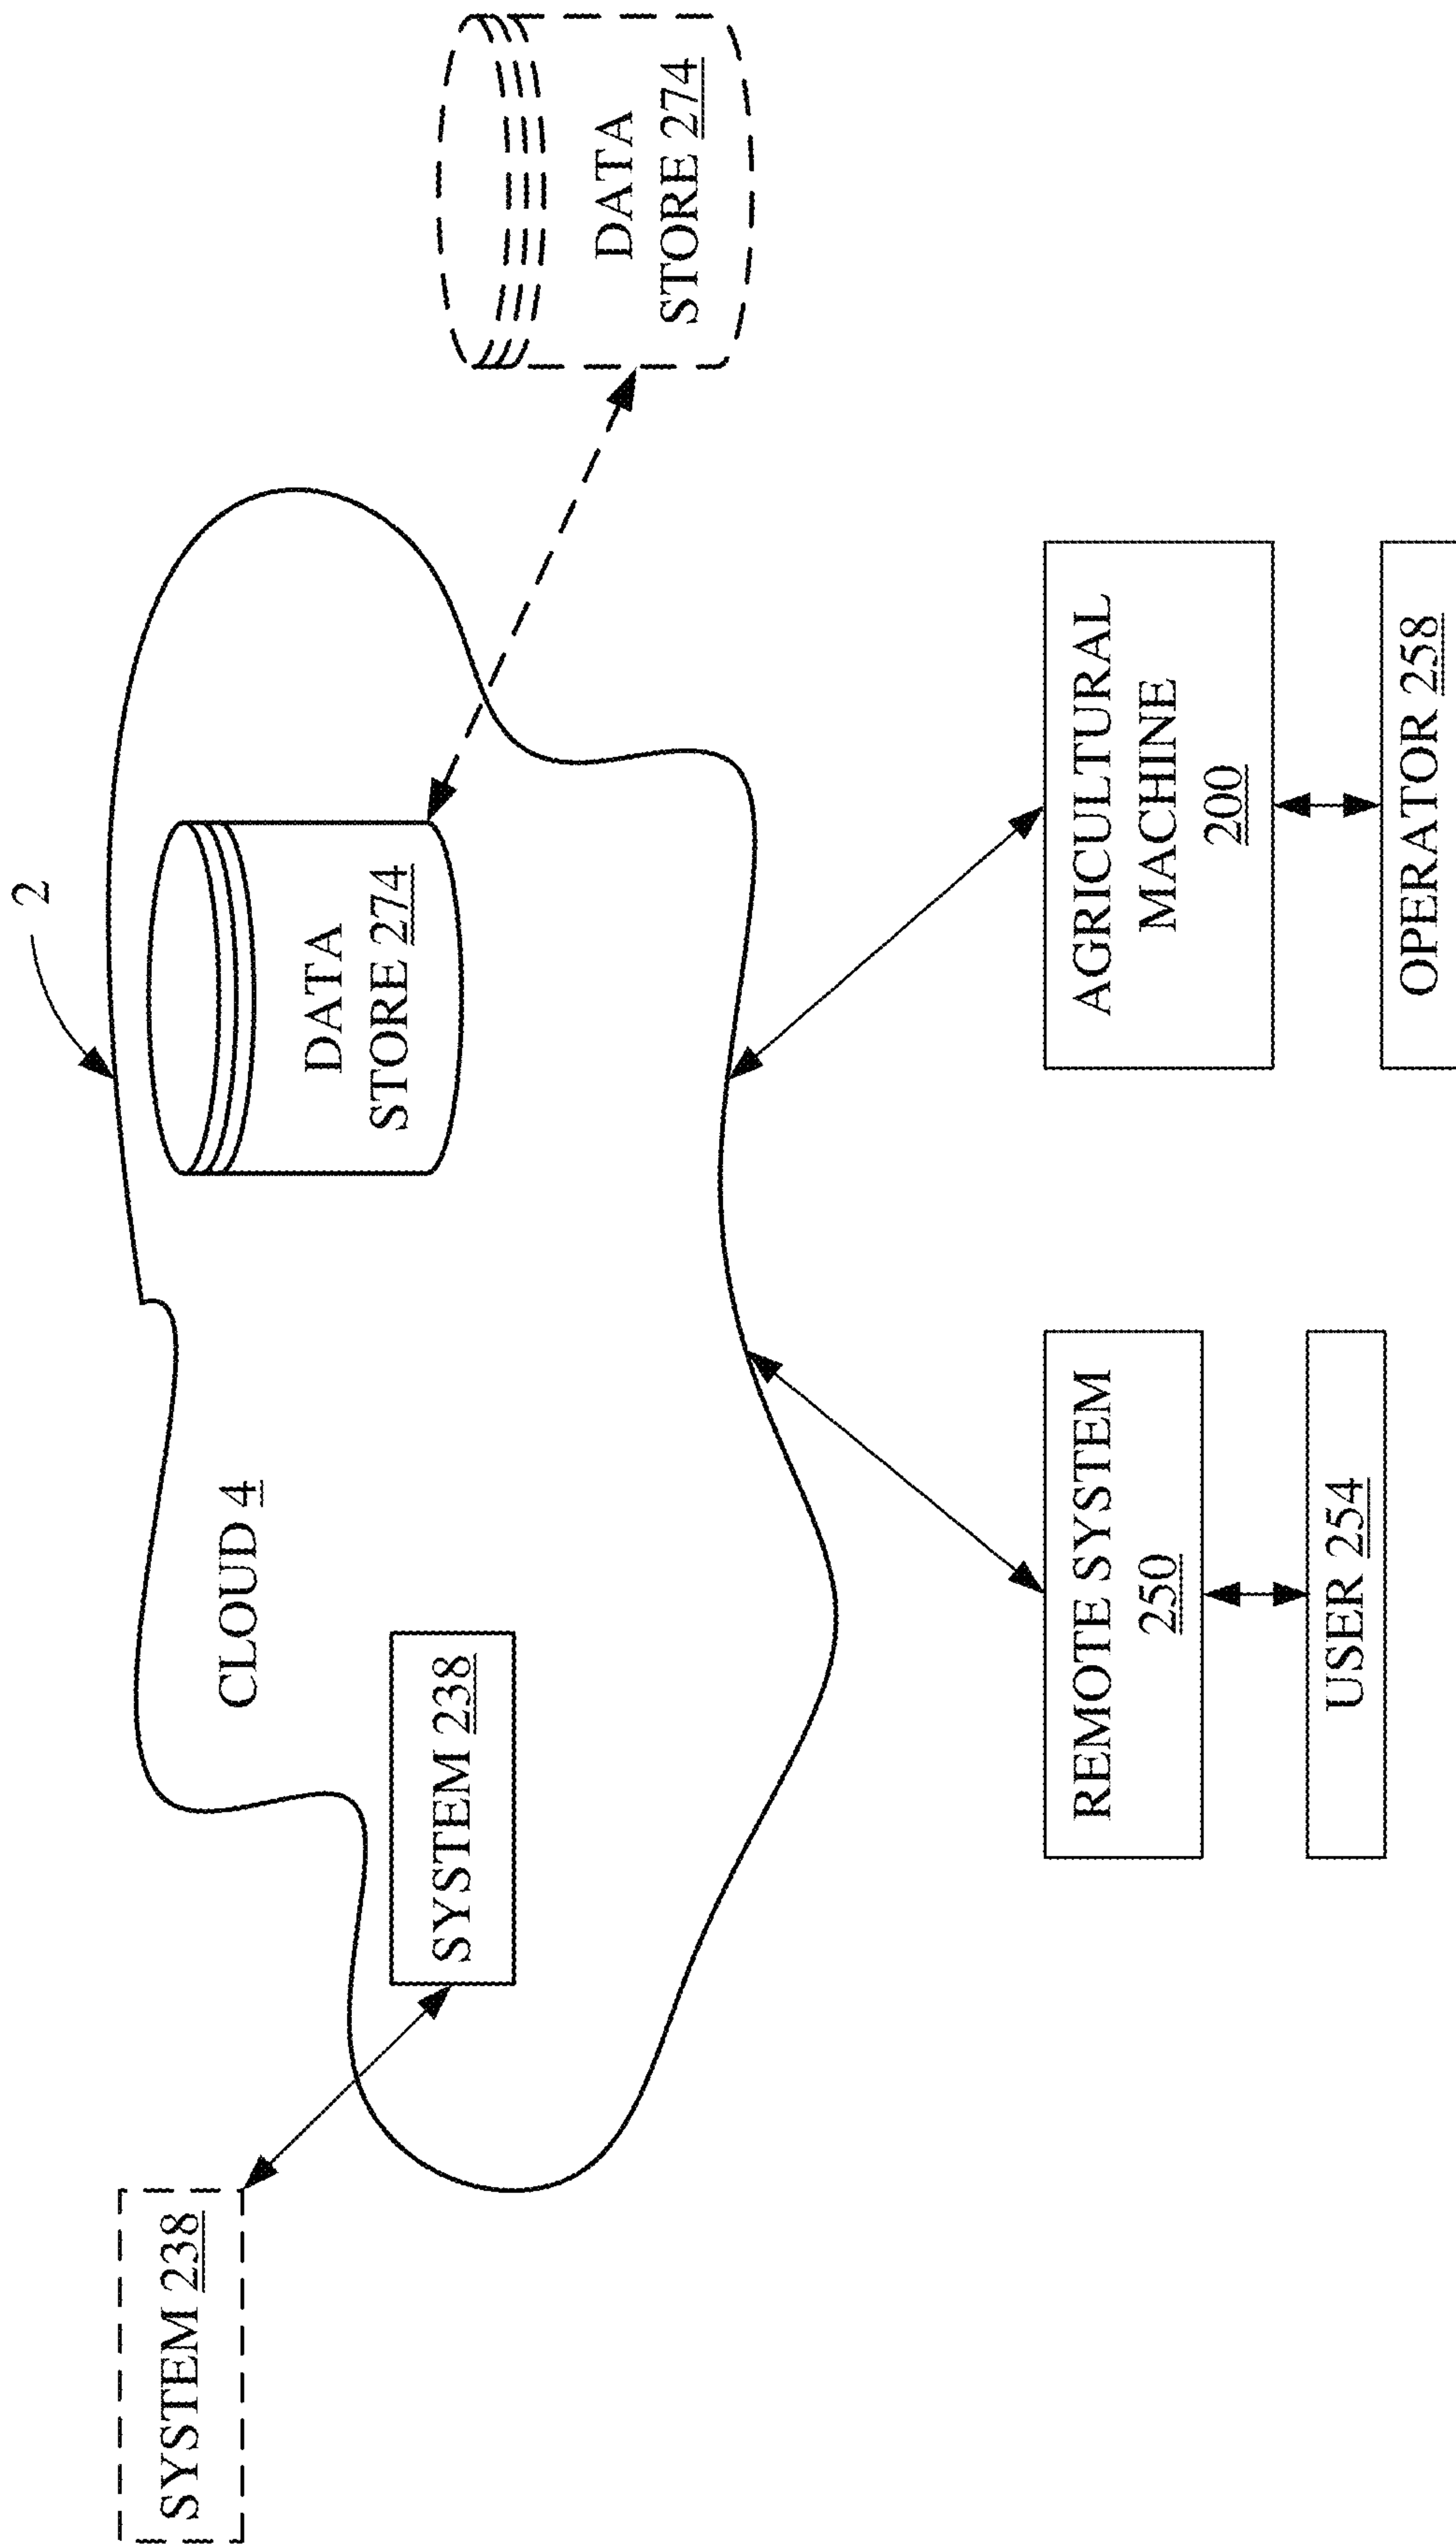 2
SYSTEM 238
CLOUD 4
DATA
STORE 274
SYSTEM 238
DATA
STORE 274
REMOTE SYSTEM
250
AGRICULTURAL
MACHINE
200
USER 254
OPERATOR 258